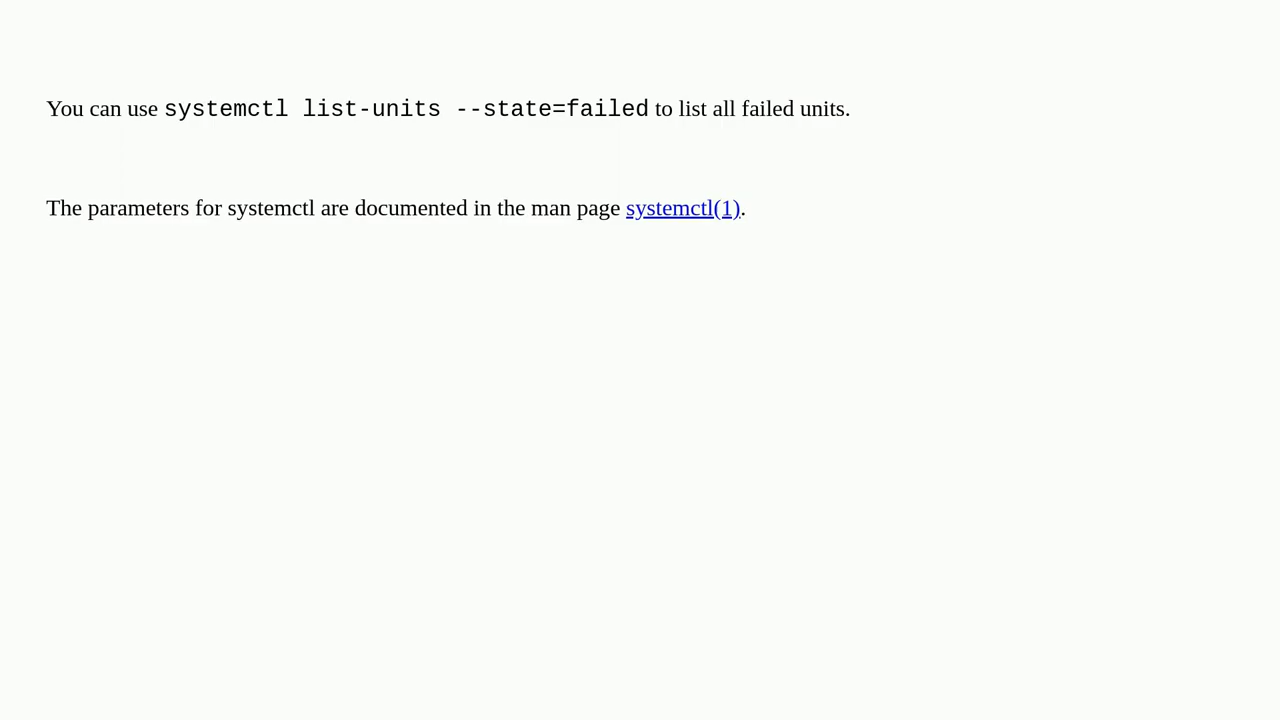 You can use systemctl list-units --state=failed to list all failed units.
The parameters for systemctl are documented in the man page systemctl(1).